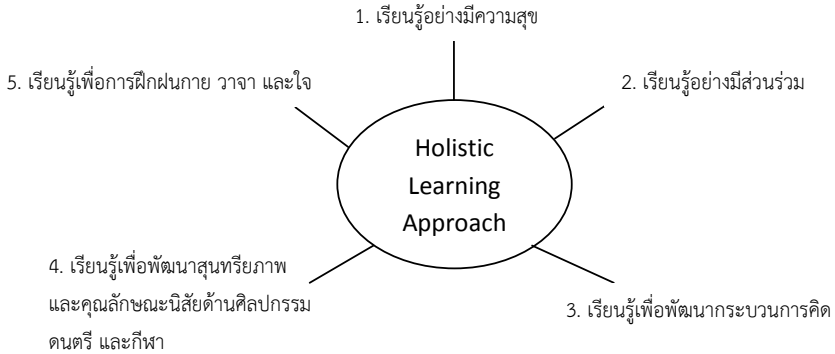 1. เรียนรู้อย่างมีความสุข
5. เรียนรู้เพื่อการฝึกฝนกาย วาจา และใจ
2. เรียนรู้อย่างมีส่วนร่วม
Holistic
Learning
Approach
4. เรียนรู้เพื่อพัฒนาสุนทรียภาพ
และคุณลักษณะนิสัยด้านศิลปกรรม
ดนตรี และกีฬา
3. เรียนรู้เพื่อพัฒนากระบวนการคิด